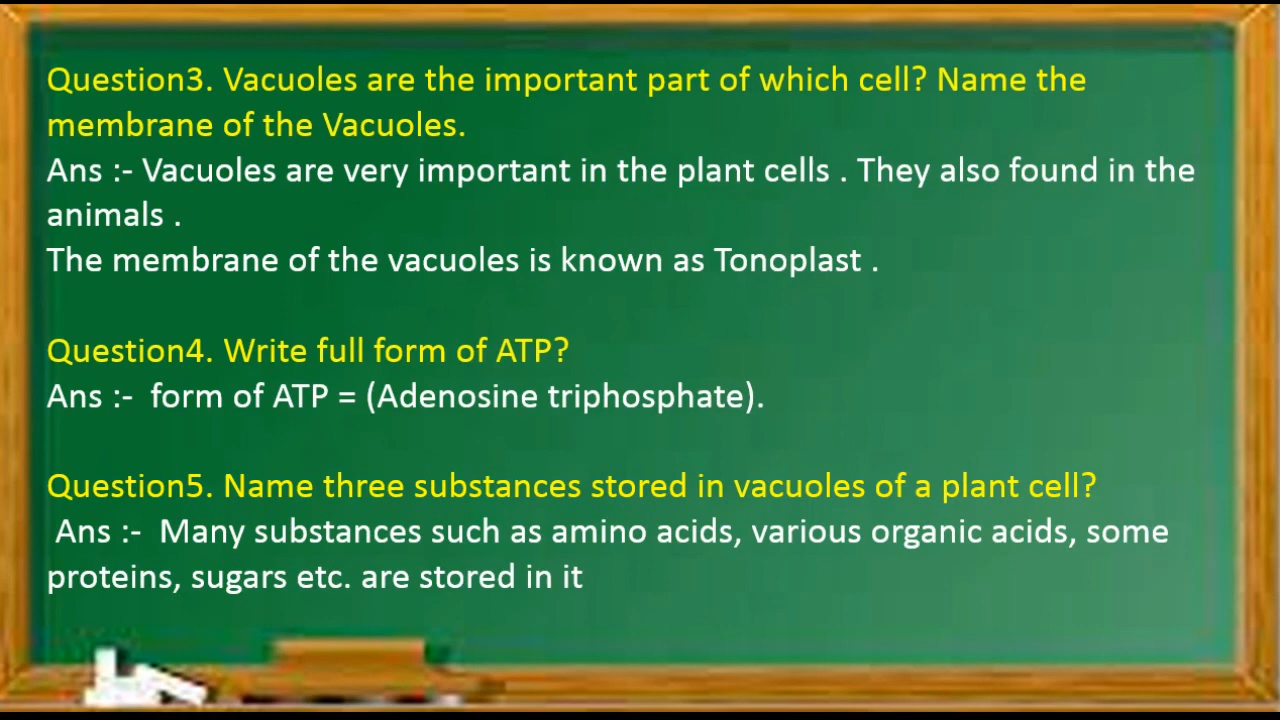 Question3. Vacuoles are the important part of which cell? Name the
membrane of the Vacuoles.
Ans :- Vacuoles are very important in the plant cells . They also found in the
animals .
The membrane of the vacuoles is known as Tonoplast .
Question4. Write full form of ATP?
Ans :-  form of ATP = (Adenosine triphosphate).
Question5. Name three substances stored in vacuoles of a plant cell?
Ans :-  Many substances such as amino acids, various organic acids, some
proteins, sugars etc. are stored in it